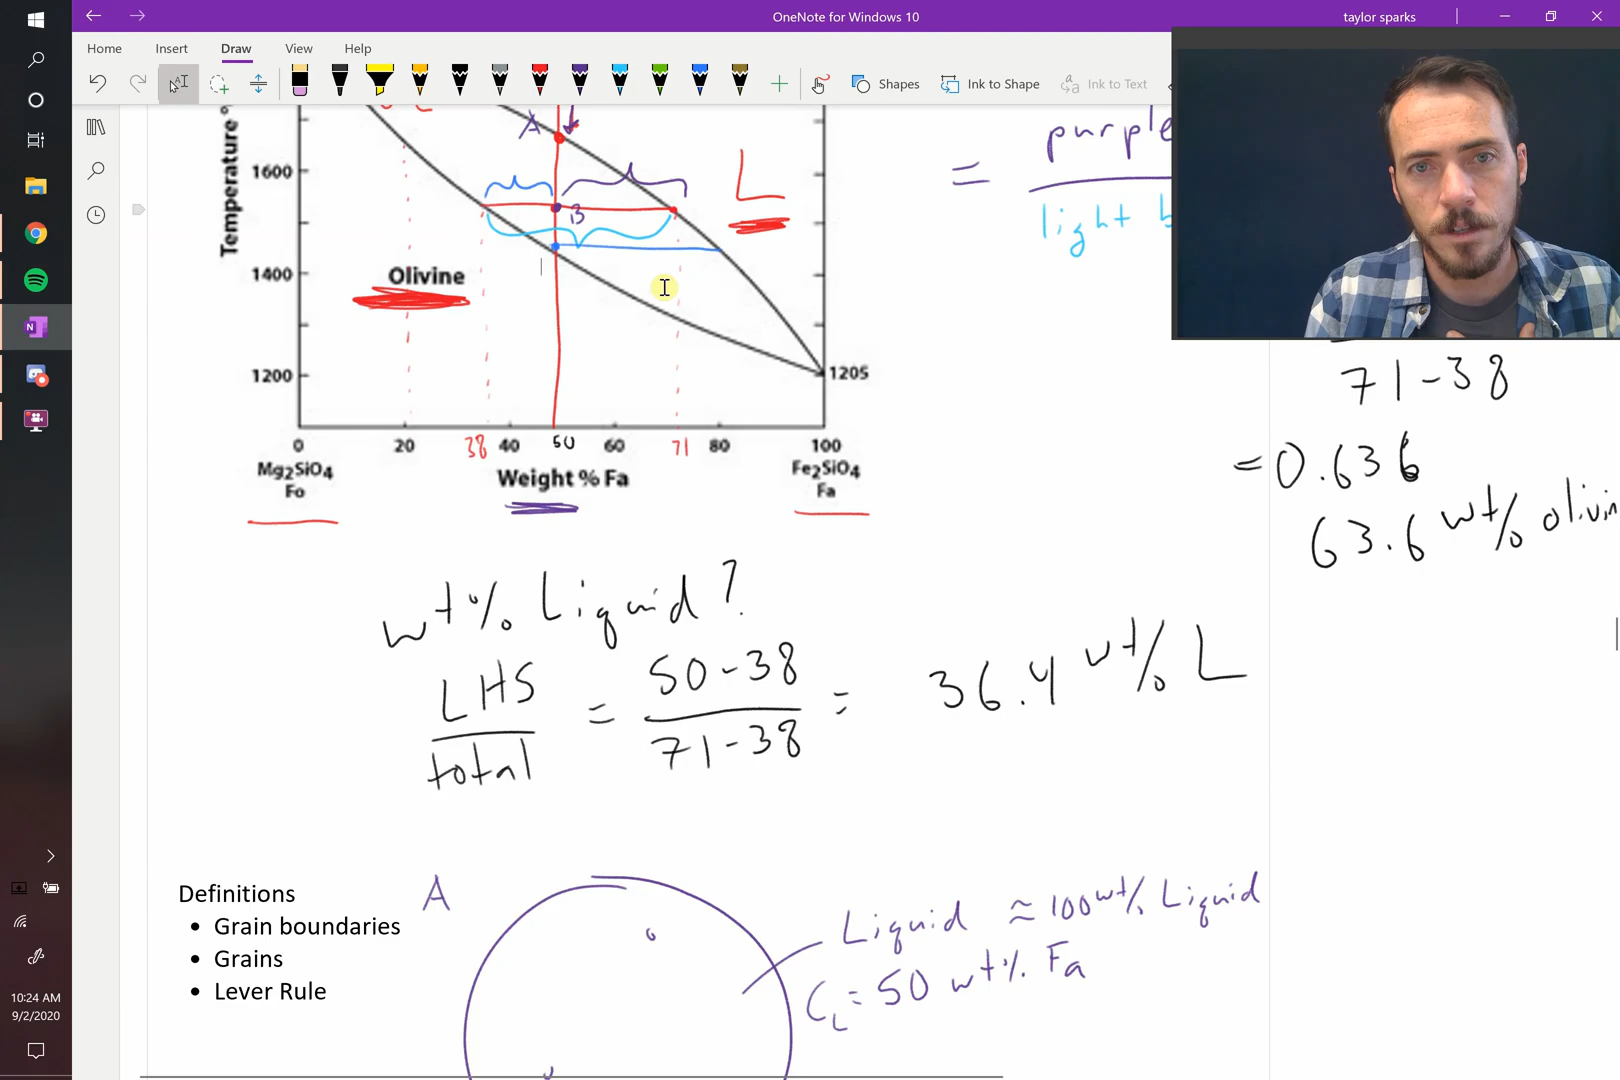 OneNote for Windows 10
taylor sparks
Home Insert Draw View Help
Shapes
Ink to Shape
Ink to Text
Temperature °
1600
1400
1200
A
B
L
Olivine
1205
0 20 38 40 50 60 71 80 100
Mg2SiO4
Fo
Weight % Fa
Fe2SiO4
Fa
= purple
light b
71-38
= 0.636
63.6 wt% olivin
wt% Liquid?
LHS
total
= 50-38
71-38
= 36.4 wt% L
Definitions
• Grain boundaries
• Grains
• Lever Rule
A
Liquid ≈ 100 wt% Liquid
CL = 50 wt% Fa
10:24 AM
9/2/2020